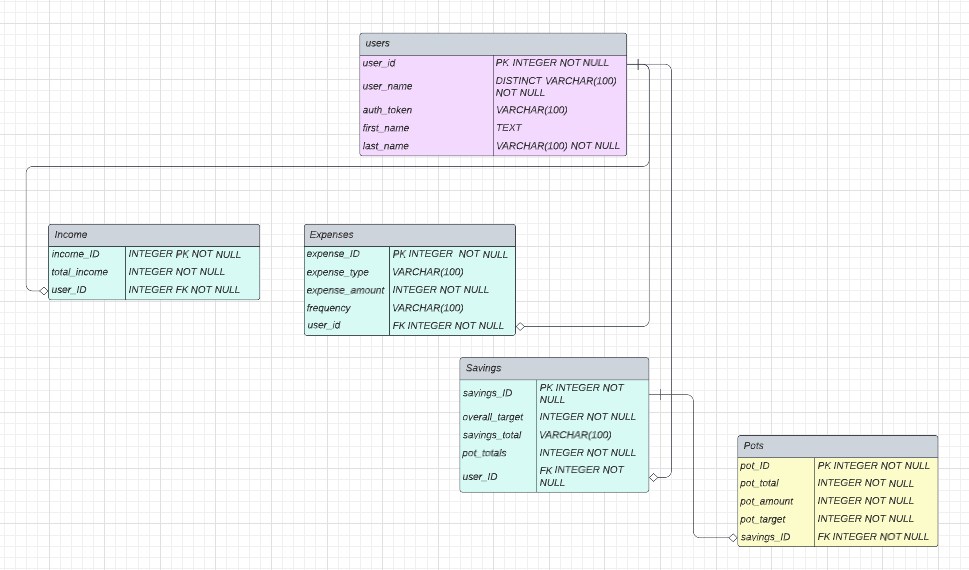 users
user_id PK INTEGER NOT NULL
user_name DISTINCT VARCHAR(100)
NOT NULL
auth_token VARCHAR(100)
first_name TEXT
last_name VARCHAR(100) NOT NULL
Income
income_ID INTEGER PK NOT NULL
total_income INTEGER NOT NULL
user_ID INTEGER FK NOT NULL
Expenses
expense_ID PK INTEGER NOT NULL
expense_type VARCHAR(100)
expense_amount INTEGER NOT NULL
frequency VARCHAR(100)
user_id FK INTEGER NOT NULL
Savings
savings_ID PK INTEGER NOT
NULL
overall_target INTEGER NOT NULL
savings_total VARCHAR(100)
pot_totals INTEGER NOT NULL
user_ID FK INTEGER NOT
NULL
Pots
pot_ID PK INTEGER NOT NULL
pot_total INTEGER NOT NULL
pot_amount INTEGER NOT NULL
pot_target INTEGER NOT NULL
savings_ID FK INTEGER NOT NULL